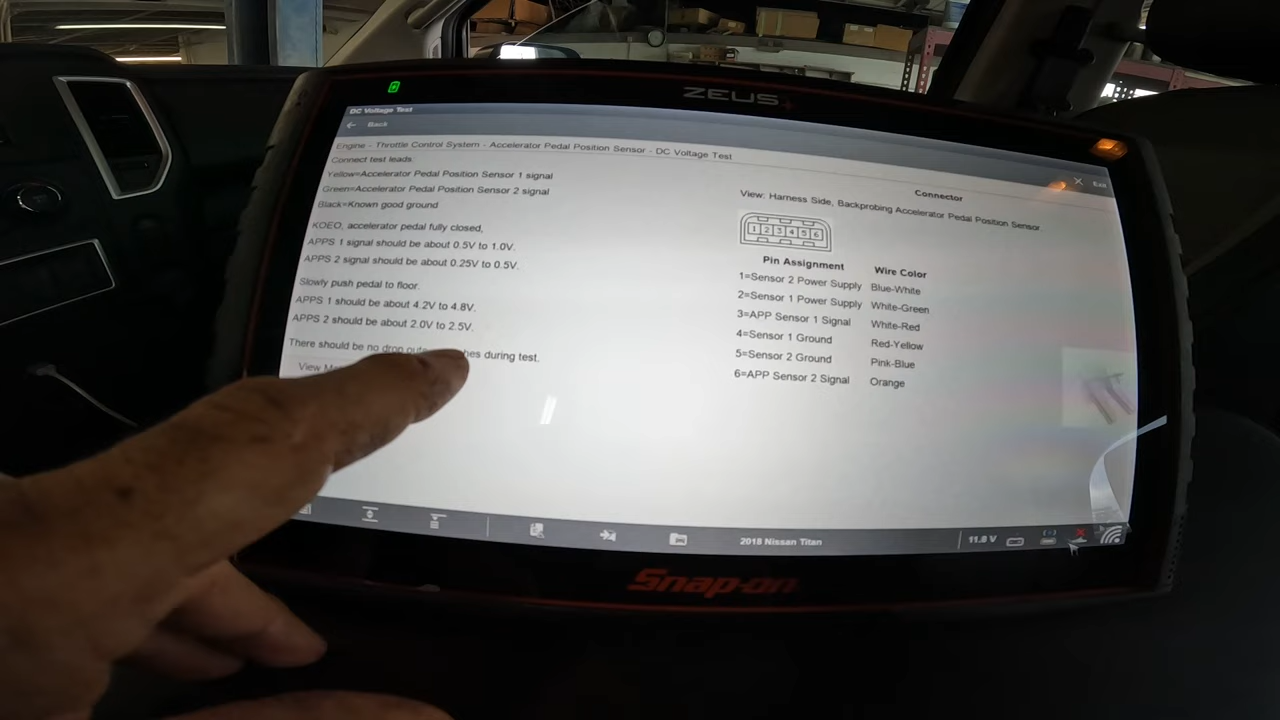 ZEUS
DC Voltage Test
Back
Exit
Engine - Throttle Control System - Accelerator Pedal Position Sensor - DC Voltage Test
Connect test leads.
Yellow=Accelerator Pedal Position Sensor 1 signal
Green=Accelerator Pedal Position Sensor 2 signal
Black=Known good ground
KOEO, accelerator pedal fully closed,
APPS 1 signal should be about 0.5V to 1.0V.
APPS 2 signal should be about 0.25V to 0.5V.
Slowly push pedal to floor.
APPS 1 should be about 4.2V to 4.8V.
APPS 2 should be about 2.0V to 2.5V.
There should be no drop during test.
View
Connector
View: Harness Side, Backprobing Accelerator Pedal Position Sensor
1 2 3 4 5 6
Pin Assignment Wire Color
1=Sensor 2 Power Supply Blue-White
2=Sensor 1 Power Supply White-Green
3=APP Sensor 1 Signal White-Red
4=Sensor 1 Ground Red-Yellow
5=Sensor 2 Ground Pink-Blue
6=APP Sensor 2 Signal Orange
2018 Nissan Titan
11.8 V
Snap-on